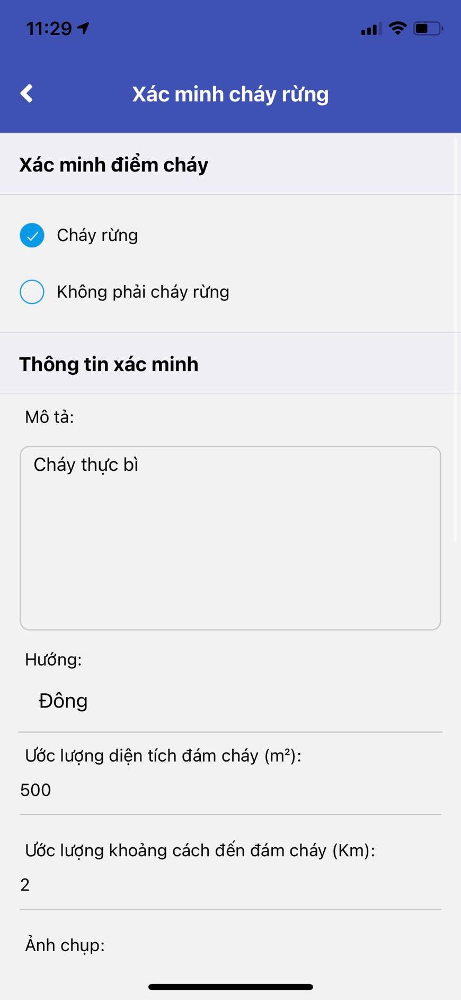 11:29
Xác minh cháy rừng
Xác minh điểm cháy
Cháy rừng
Không phải cháy rừng
Thông tin xác minh
Mô tả:
Cháy thực bì
Hướng:
Đông
Ước lượng diện tích đám cháy (m²):
500
Ước lượng khoảng cách đến đám cháy (Km):
2
Ảnh chụp: